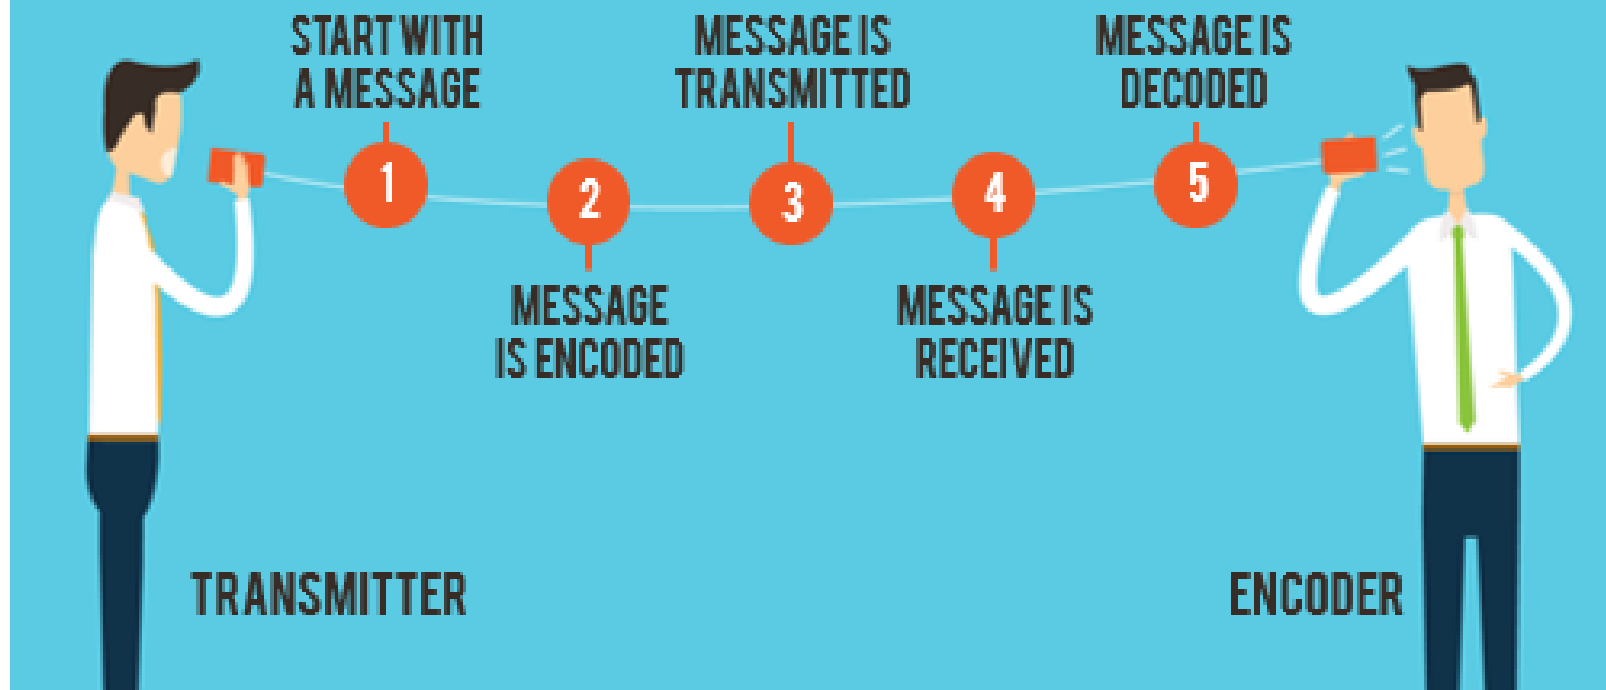 START WITH
A MESSAGE
1
MESSAGE
IS ENCODED
2
MESSAGE IS
TRANSMITTED
3
MESSAGE IS
RECEIVED
4
MESSAGE IS
DECODED
5
TRANSMITTER
ENCODER